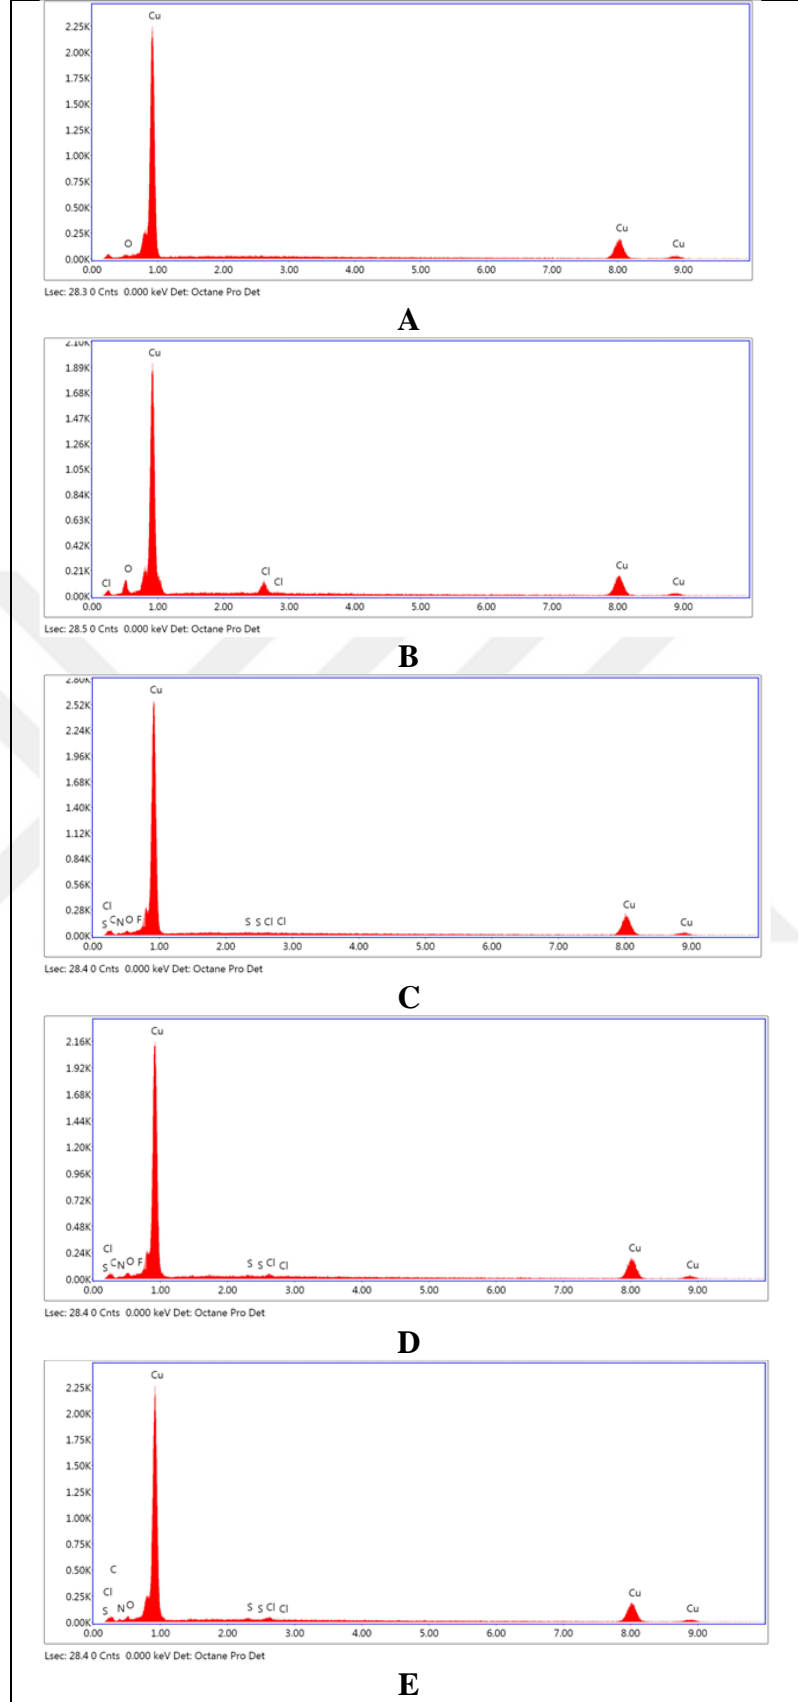 Cu
2.25K
2.00K
1.75K
1.50K
1.25K
1.00K
0.75K
0.50K
0.25K
0.00K
O
Cu
Cu
0.00 1.00 2.00 3.00 4.00 5.00 6.00 7.00 8.00 9.00
Lsec: 28.3 0 Cnts 0.000 keV Det: Octane Pro Det
A
2.10K
Cu
1.89K
1.68K
1.47K
1.26K
1.05K
0.84K
0.63K
0.42K
0.21K
0.00K
Cl O Cl Cl Cu Cu
0.00 1.00 2.00 3.00 4.00 5.00 6.00 7.00 8.00 9.00
Lsec: 28.5 0 Cnts 0.000 keV Det: Octane Pro Det
B
2.80K
Cu
2.52K
2.24K
1.96K
1.68K
1.40K
1.12K
0.84K
0.56K
0.28K
0.00K
Cl Cu
S C N O F S S Cl Cl Cu
0.00 1.00 2.00 3.00 4.00 5.00 6.00 7.00 8.00 9.00
Lsec: 28.4 0 Cnts 0.000 keV Det: Octane Pro Det
C
Cu
2.16K
1.92K
1.68K
1.44K
1.20K
0.96K
0.72K
0.48K
0.24K
0.00K
Cl Cu
S C N O F S S Cl Cl Cu
0.00 1.00 2.00 3.00 4.00 5.00 6.00 7.00 8.00 9.00
Lsec: 28.4 0 Cnts 0.000 keV Det: Octane Pro Det
D
Cu
2.25K
2.00K
1.75K
1.50K
1.25K
1.00K
0.75K
0.50K
0.25K
0.00K
C
Cl Cu
S N O S S Cl Cl Cu
0.00 1.00 2.00 3.00 4.00 5.00 6.00 7.00 8.00 9.00
Lsec: 28.4 0 Cnts 0.000 keV Det: Octane Pro Det
E